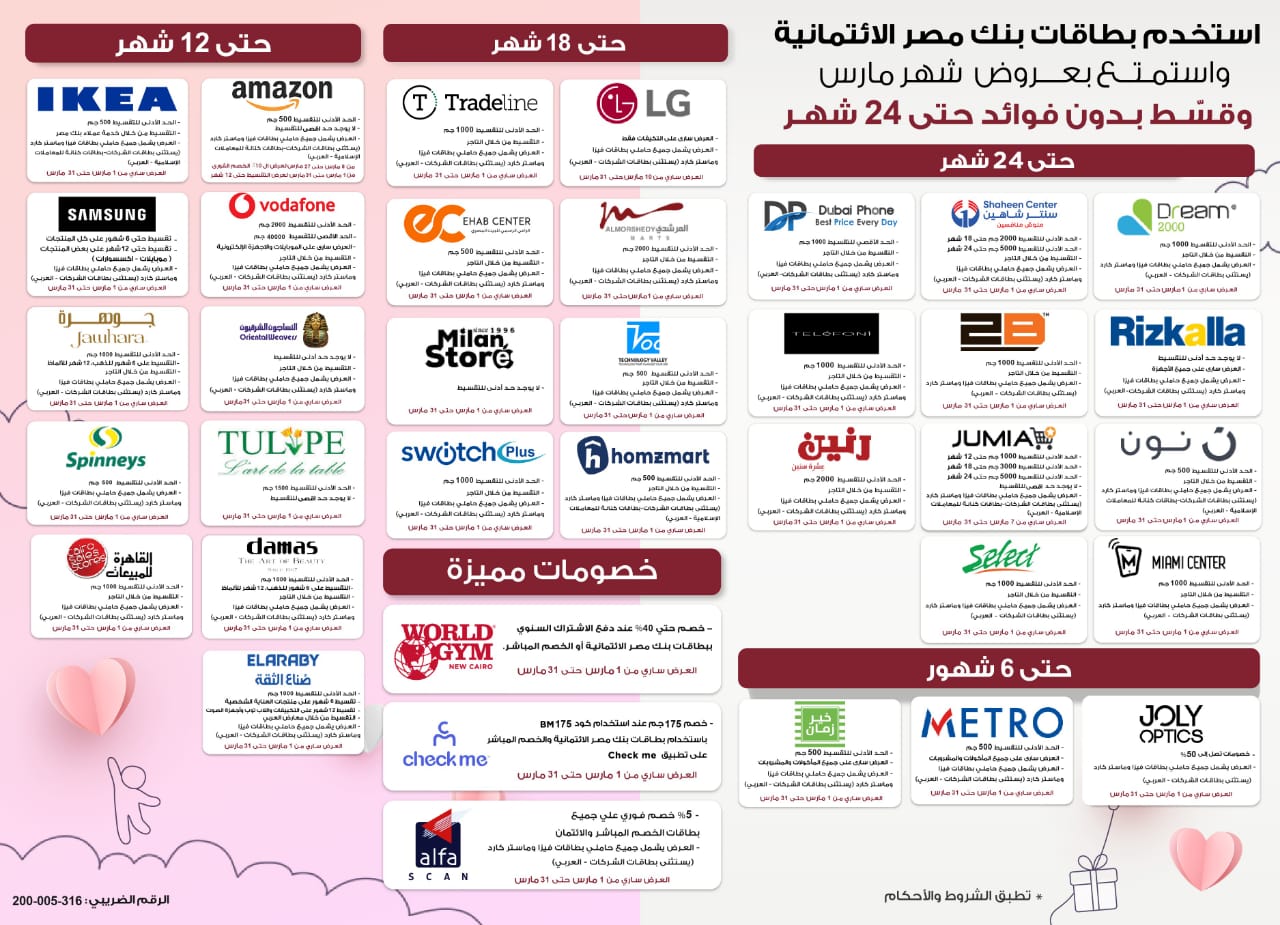 استخدم بطاقات بنك مصر الائتمانية
واستمتع بعروض شهر مارس
وقسّط بدون فوائد حتى 24 شهر
حتى 24 شهر
Dream 2000
- الحد الأدنى للتقسيط 1000 جم
- التقسيط من خلال التاجر
- العرض يشمل جميع حاملي بطاقات فيزا وماستر كارد
(يستثنى بطاقات الشركات - العربي)
العرض ساري من 1 مارس حتى 31 مارس
Shaheen Center
سنتر شاهين
متوش منافسين
- الحد الأدنى للتقسيط 2000 جم حتى 18 شهر
- الحد الأدنى للتقسيط 5000 جم حتى 24 شهر
- التقسيط من خلال التاجر
- العرض يشمل جميع حاملي بطاقات فيزا
وماستر كارد (يستثنى بطاقات الشركات - العربي)
العرض ساري من 1 مارس حتى 31 مارس
DP Dubai Phone
Best Price Every Day
- الحد الأقصى للتقسيط 1000 جم
- التقسيط من خلال التاجر
- العرض يشمل جميع حاملي بطاقات فيزا
وماستر كارد (يستثنى بطاقات الشركات - العربي)
العرض ساري من 1 مارس حتى 31 مارس
Rizkalla
- لا يوجد حد أدنى للتقسيط
- العرض سارى على جميع الأجهزة
- العرض يشمل جميع حاملي بطاقات فيزا
وماستر كارد (يستثنى بطاقات الشركات-العربي)
العرض ساري من 1 مارس حتى 31 مارس
2B TM
- الحد الأدنى للتقسيط 1000 جم
- التقسيط من خلال التاجر
- العرض يشمل جميع حاملي بطاقات فيزا وماستر كارد
(يستثنى بطاقات الشركات - العربي)
العرض ساري من 1 مارس حتى 31 مارس
TELEFONI
- الحد الأدنى للتقسيط 1000 جم
- التقسيط من خلال التاجر
- العرض يشمل جميع حاملي بطاقات فيزا
وماستر كارد (يستثنى بطاقات الشركات - العربي)
العرض ساري من 1 مارس حتى 31 مارس
نون
- الحد الأدنى للتقسيط 500 جم
- التقسيط من خلال التاجر
- العرض يشمل جميع حاملي بطاقات فيزا وماستر كارد
(يستثنى بطاقات الشركات-بطاقات كنانة للمعاملات
الإسلامية - العربي)
العرض ساري من 1 مارس حتى 31 مارس
JUMIA
- الحد الأدنى للتقسيط 1000 جم حتى 12 شهر
- الحد الأدنى للتقسيط 3000 جم حتى 18 شهر
- الحد الأدنى للتقسيط 5000 جم حتى 24 شهر
- لا يوجد حد اقصى للتقسيط
- العرض يشمل جميع حاملي بطاقات فيزا وماستر كارد
(يستثنى بطاقات الشركات-بطاقات كنانة للمعاملات
الإسلامية - العربي)
العرض ساري من 7 مارس حتى 31 مارس
رنين
عشرة سنين
- الحد الأدنى للتقسيط 2000 جم
- التقسيط من خلال التاجر
- العرض يشمل جميع حاملي بطاقات فيزا
وماستر كارد (يستثنى بطاقات الشركات - العربي)
العرض ساري من 1 مارس حتى 31 مارس
MIAMI CENTER
- الحد الأدنى للتقسيط 1000 جم
- التقسيط من خلال التاجر
- العرض يشمل جميع حاملي بطاقات فيزا
وماستر كارد (يستثنى بطاقات الشركات - العربي)
العرض ساري من 1 مارس حتى 31 مارس
Select
- الحد الأدنى للتقسيط 1000 جم
- العرض يشمل جميع حاملي بطاقات فيزا وماستر كارد
(يستثنى بطاقات الشركات - العربي)
العرض ساري من 1 مارس حتى 31 مارس
حتى 6 شهور
JOLY OPTICS
- خصومات تصل إلى 50%
- العرض يشمل جميع حاملي بطاقات فيزا وماستر كارد
(يستثنى بطاقات الشركات - العربي)
العرض ساري من 1 مارس حتى 31 مارس
METRO
- الحد الأدنى للتقسيط 500 جم
- العرض سارى على جميع المأكولات والمشروبات
- العرض يشمل جميع حاملي بطاقات فيزا
وماستر كارد (يستثنى بطاقات الشركات - العربي)
العرض ساري من 1 مارس حتى 31 مارس
خير زمان
- الحد الأدنى للتقسيط 500 جم
- العرض سارى على جميع المأكولات والمشروبات
- العرض يشمل جميع حاملي بطاقات فيزا
وماستر كارد (يستثنى بطاقات الشركات - العربي)
العرض ساري من 1 مارس حتى 31 مارس
* تطبق الشروط والأحكام
حتى 18 شهر
LG
- العرض سارى على التكيفات فقط
- العرض يشمل جميع حاملي بطاقات فيزا
وماستر كارد (يستثنى بطاقات الشركات - العربي)
العرض ساري من 10 مارس حتى 31 مارس
Tradeline
- الحد الأدنى للتقسيط 1000 جم
- التقسيط من خلال التاجر
- العرض يشمل جميع حاملي بطاقات فيزا
وماستر كارد (يستثنى بطاقات الشركات - العربي)
العرض ساري من 1 مارس حتى 31 مارس
المرشدي ALMORSHEDY
MARTS
- الحد الأدنى للتقسيط 2000 جم
- التقسيط من خلال التاجر
- العرض يشمل جميع حاملي بطاقات فيزا
وماستر كارد (يستثنى بطاقات الشركات - العربي)
العرض ساري من 1 مارس حتى 31 مارس
EC EHAB CENTER
- الحد الأدنى للتقسيط 500 جم
- التقسيط من خلال التاجر
- العرض يشمل جميع حاملي بطاقات فيزا
وماستر كارد (يستثنى بطاقات الشركات - العربي)
العرض ساري من 1 مارس حتى 31 مارس
TECHNOLOGY VALLEY
- الحد الأدنى للتقسيط 500 جم
- التقسيط من خلال التاجر
- العرض يشمل جميع حاملي بطاقات فيزا
وماستر كارد (يستثنى بطاقات الشركات - العربي)
العرض ساري من 1 مارس حتى 31 مارس
since 1996
Milan Store
- لا يوجد حد أدنى للتقسيط
العرض ساري من 1 مارس حتى 31 مارس
homzmart
- الحد الأدنى للتقسيط 500 جم
- التقسيط من خلال التاجر
- العرض يشمل جميع حاملي بطاقات فيزا وماستر كارد
(يستثنى بطاقات الشركات-بطاقات كنانة للمعاملات
الإسلامية - العربي)
العرض ساري من 1 مارس حتى 31 مارس
switch Plus
- الحد الأدنى للتقسيط 1000 جم
- التقسيط من خلال التاجر
- العرض يشمل جميع حاملي بطاقات فيزا
وماستر كارد (يستثنى بطاقات الشركات - العربي)
العرض ساري من 1 مارس حتى 31 مارس
خصومات مميزة
WORLD GYM
NEW CAIRO
- خصم حتي 40% عند دفع الاشتراك السنوي
ببطاقات بنك مصر الائتمانية أو الخصم المباشر.
العرض ساري من 1 مارس حتى 31 مارس
check me
- خصم 175 جم عند استخدام كود BM175
باستخدام بطاقات بنك مصر الائتمانية والخصم المباشر
على تطبيق Check me
العرض ساري من 1 مارس حتى 31 مارس
alfa
SCAN
- 5% خصم فوري علي جميع
بطاقات الخصم المباشر والائتمان
- العرض يشمل جميع حاملي بطاقات فيزا وماستر كارد
(يستثنى بطاقات الشركات - العربي)
العرض ساري من 1 مارس حتى 31 مارس
حتى 12 شهر
amazon
- الحد الأدنى للتقسيط 500 جم
- لا يوجد حد اقصى للتقسيط
- العرض يشمل جميع حاملي بطاقات فيزا وماستر كارد
(يستثنى بطاقات الشركات-بطاقات كنانة للمعاملات
الإسلامية - العربي)
من 8 مارس حتى 27 مارس لعرض ال 10% الخصم الفوري
من 1 مارس حتى 31 مارس لعرض التقسيط حتى 12 شهر
IKEA
- الحد الأدنى للتقسيط 500 جم
- التقسيط من خلال خدمة عملاء بنك مصر
- العرض يشمل جميع حاملي بطاقات فيزا وماستر كارد
(يستثنى بطاقات الشركات-بطاقات كنانة للمعاملات
الإسلامية - العربي)
العرض ساري من 1 مارس حتى 31 مارس
vodafone
- الحد الأدنى للتقسيط 2000 جم
- الحد الاقصى للتقسيط 40000 جم
- العرض سارى على الموبايلات والاجهزة الإلكترونية
- العرض يشمل جميع حاملي بطاقات فيزا
وماستر كارد (يستثنى بطاقات الشركات - العربي)
العرض ساري من 1 مارس حتى 31 مارس
SAMSUNG
- تقسيط حتى 6 شهور على كل المنتجات
- تقسيط حتى 12 شهر على بعض المنتجات
( موبايلات - اكسسوارات )
- العرض يشمل جميع حاملي بطاقات فيزا
وماستر كارد (يستثنى بطاقات الشركات - العربي)
العرض ساري من 1 مارس حتى 31 مارس
النساجون الشرقيون
Oriental Weavers
- لا يوجد حد أدنى للتقسيط
- التقسيط من خلال التاجر
- العرض يشمل جميع حاملي بطاقات فيزا
وماستر كارد (يستثنى بطاقات الشركات - العربي)
العرض ساري من 1 مارس حتى 31 مارس
جوهرة
Jawhara
- الحد الأدنى للتقسيط 1000 جم
- التقسيط على 6 شهور للذهب، 12 شهر للألماظ
- التقسيط من خلال التاجر
- العرض يشمل جميع حاملي بطاقات فيزا
وماستر كارد (يستثنى بطاقات الشركات - العربي)
العرض ساري من 1 مارس حتى 31 مارس
TULIPE
L'art de la table
- الحد الأدنى للتقسيط 1500 جم
- لا يوجد حد اقصى للتقسيط
العرض ساري من 1 مارس حتى 31 مارس
Spinneys
- الحد الأدنى للتقسيط 500 جم
- العرض يشمل جميع حاملي بطاقات فيزا
وماستر كارد (يستثنى بطاقات الشركات - العربي)
العرض ساري من 1 مارس حتى 31 مارس
damas
THE ART OF BEAUTY
SINCE 1907
- الحد الأدنى للتقسيط 1000 جم
- التقسيط على 6 شهور للذهب، 12 شهر للألماظ
- التقسيط من خلال التاجر
- العرض يشمل جميع حاملي بطاقات فيزا
وماستر كارد (يستثنى بطاقات الشركات - العربي)
العرض ساري من 1 مارس حتى 31 مارس
القاهرة للمبيعات
cairo sales stores
- الحد الأدنى للتقسيط 1000 جم
- التقسيط من خلال التاجر
- العرض يشمل جميع حاملي بطاقات فيزا
وماستر كارد (يستثنى بطاقات الشركات - العربي)
العرض ساري من 1 مارس حتى 31 مارس
ELARABY
صُناع الثقة
- الحد الأدنى للتقسيط 1000 جم
- تقسيط 6 شهور على منتجات العناية الشخصية
- تقسيط 12 شهور على التكييفات واللاب توب وأجهزة الصوت
- التقسيط من خلال معارض العربي
- العرض يشمل جميع حاملي بطاقات فيزا
وماستر كارد (يستثنى بطاقات الشركات - العربي)
العرض ساري من 1 مارس حتى 31 مارس
الرقم الضريبي: 316-005-200